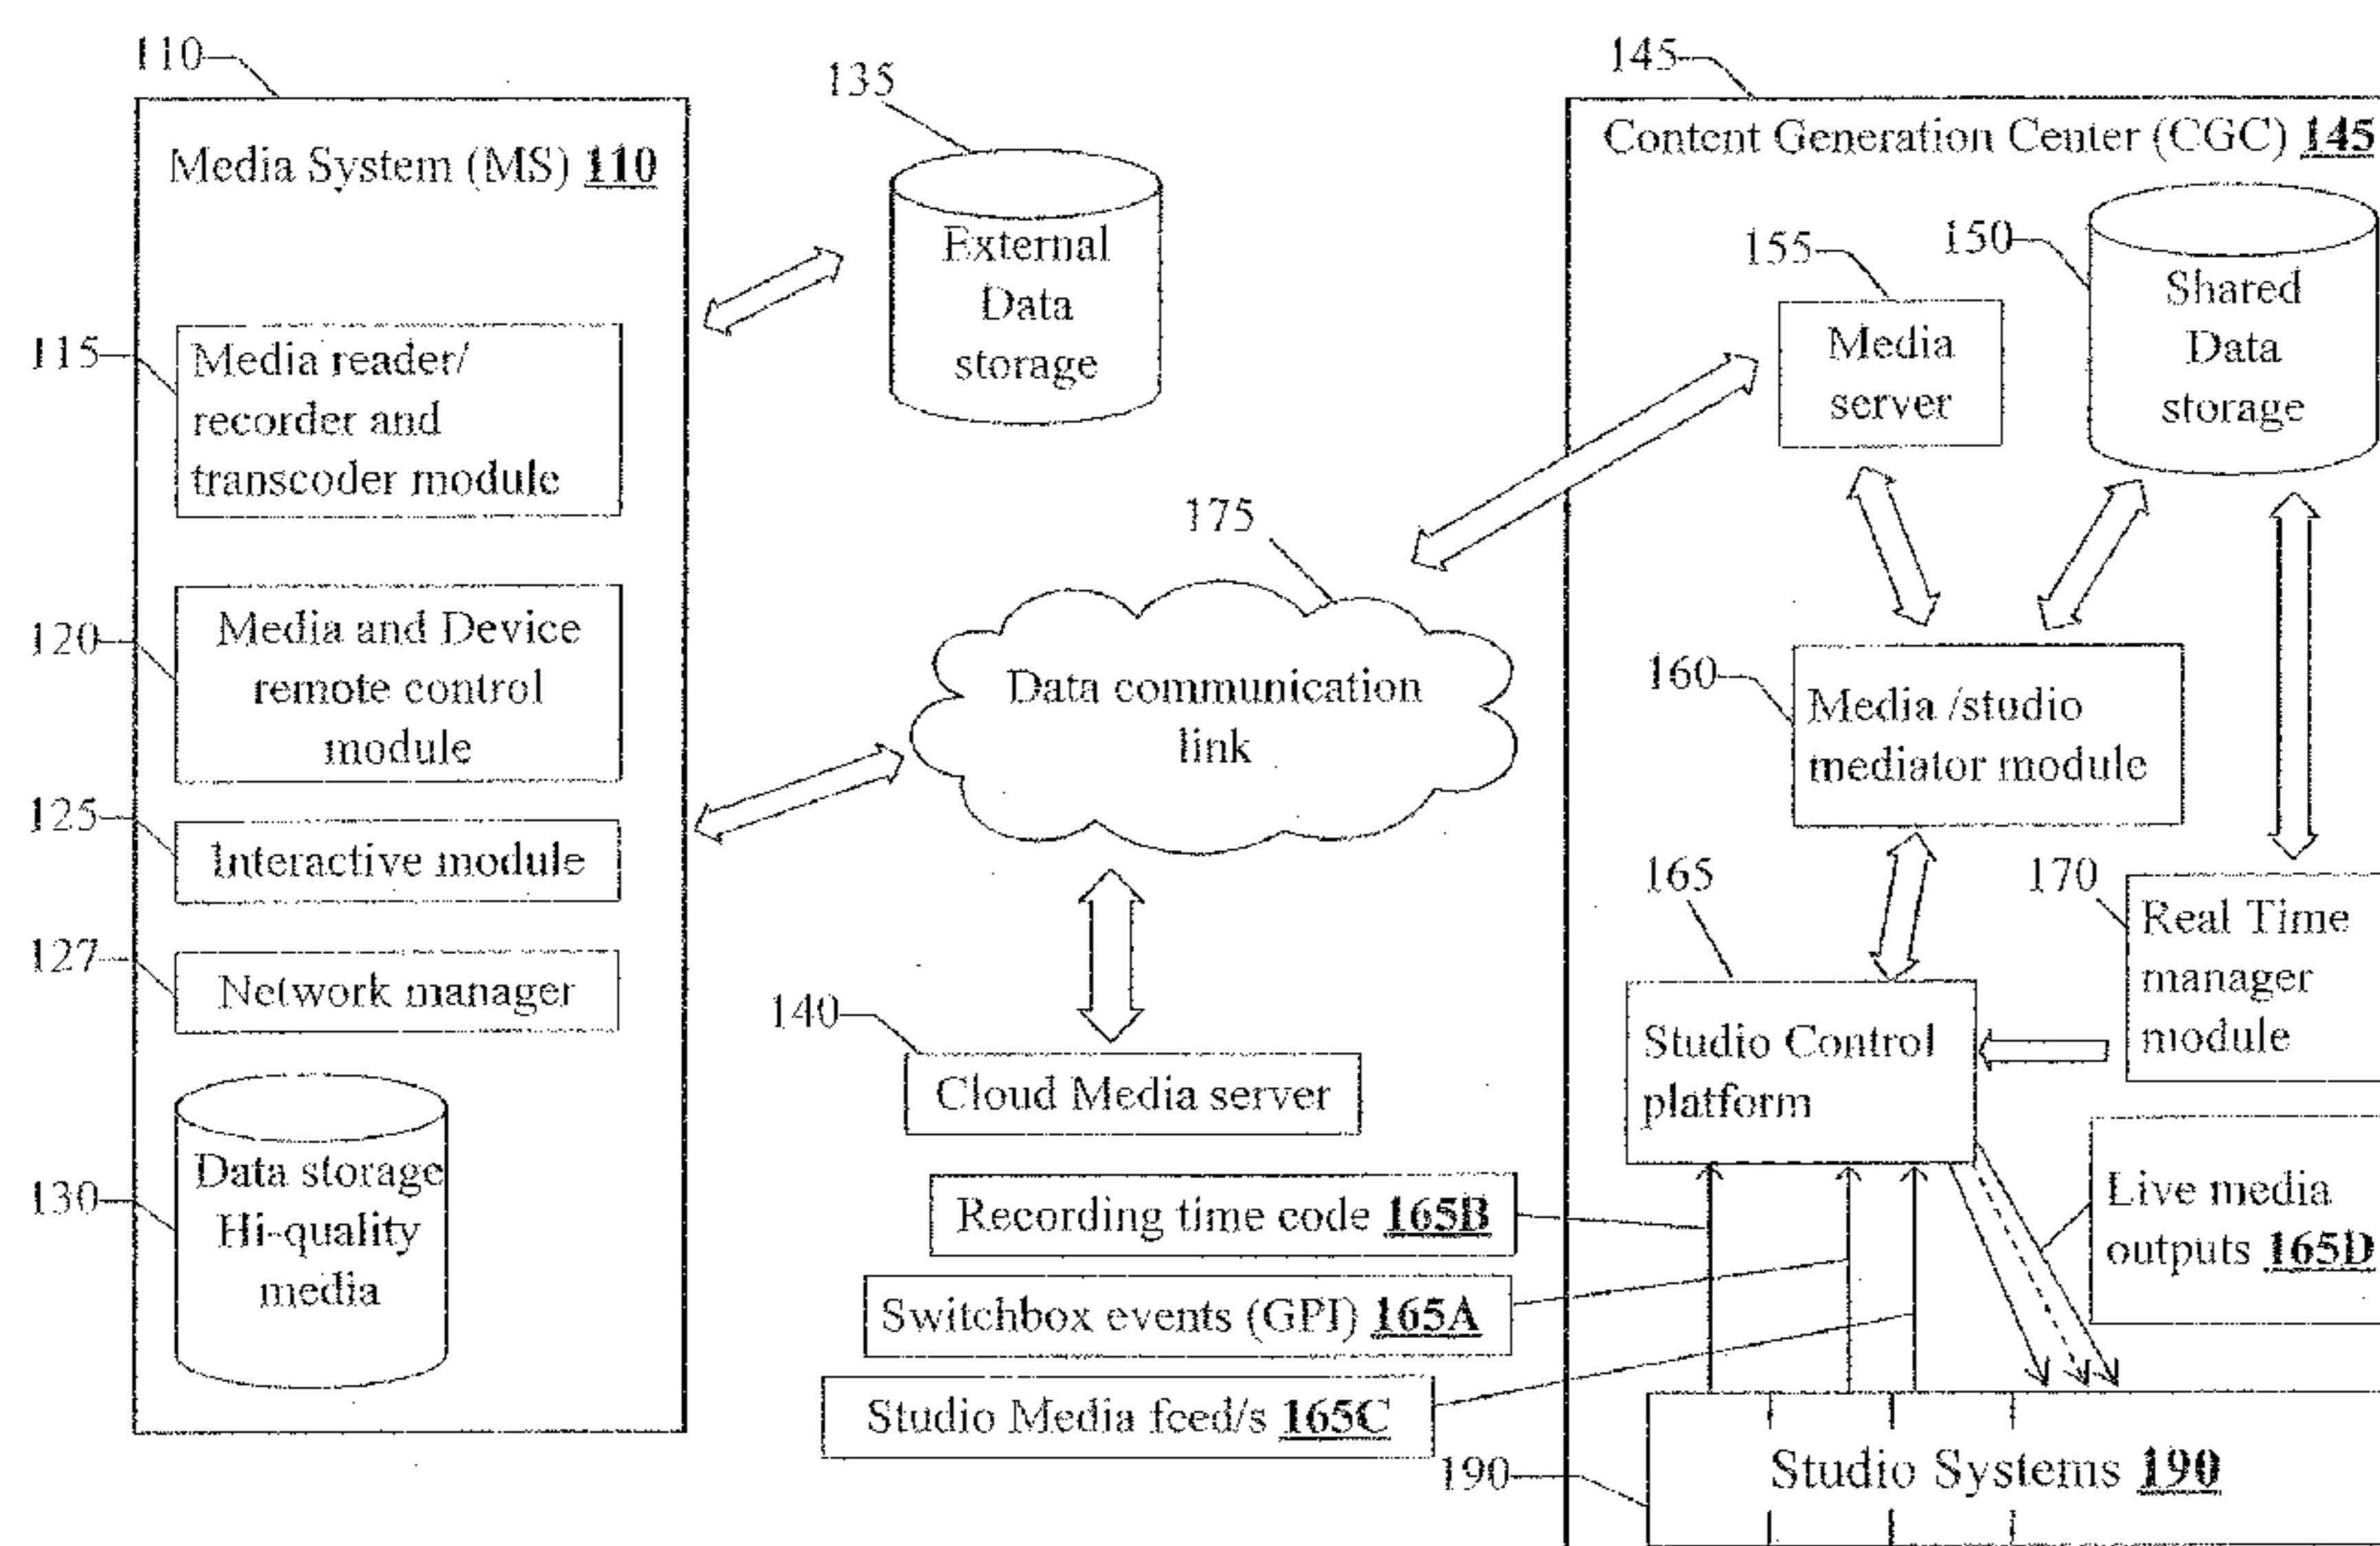 110
Media System (MS) 110
115
Media reader/
recorder and
transcoder module
120
Media and Device
remote control
module
125
Interactive module
127
Network manager
130
Data storage
Hi-quality
media
135
External
Data
storage
175
Data communication
link
140
Cloud Media server
Recording time code 165B
Switchbox events (GPI) 165A
Studio Media feed/s 165C
145
Content Generation Center (CGC) 145
155
Media
server
150
Shared
Data
storage
160
Media /studio
mediator module
165
Studio Control
platform
170
Real Time
manager
module
Live media
outputs 165D
190
Studio Systems 190